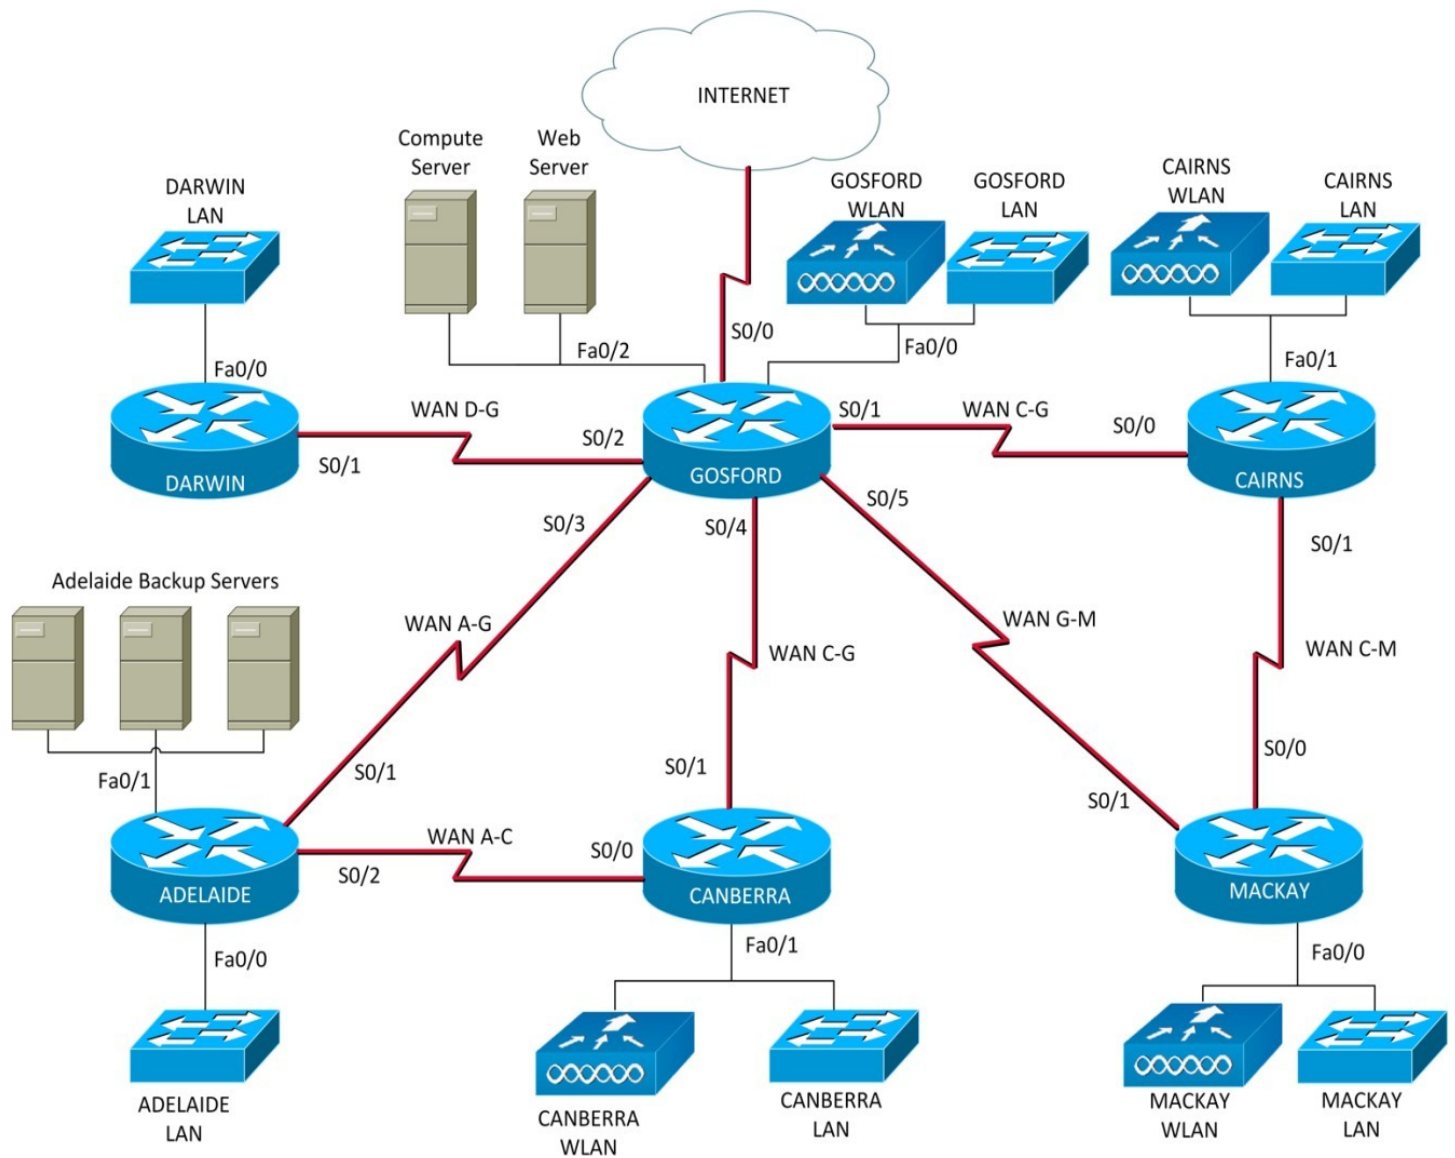 INTERNET
Compute
Server
Web
Server
DARWIN
LAN
GOSFORD
WLAN
GOSFORD
LAN
CAIRNS
WLAN
CAIRNS
LAN
S0/0
Fa0/2
Fa0/0
Fa0/1
Fa0/0
WAN D-G
S0/2
S0/1
DARWIN
GOSFORD
S0/1
WAN C-G
S0/0
CAIRNS
S0/3
S0/4
S0/5
S0/1
Adelaide Backup Servers
WAN A-G
WAN C-G
WAN G-M
WAN C-M
Fa0/1
S0/1
S0/1
S0/1
S0/0
WAN A-C
S0/0
S0/2
ADELAIDE
CANBERRA
MACKAY
Fa0/0
Fa0/1
Fa0/0
ADELAIDE
LAN
CANBERRA
WLAN
CANBERRA
LAN
MACKAY
WLAN
MACKAY
LAN